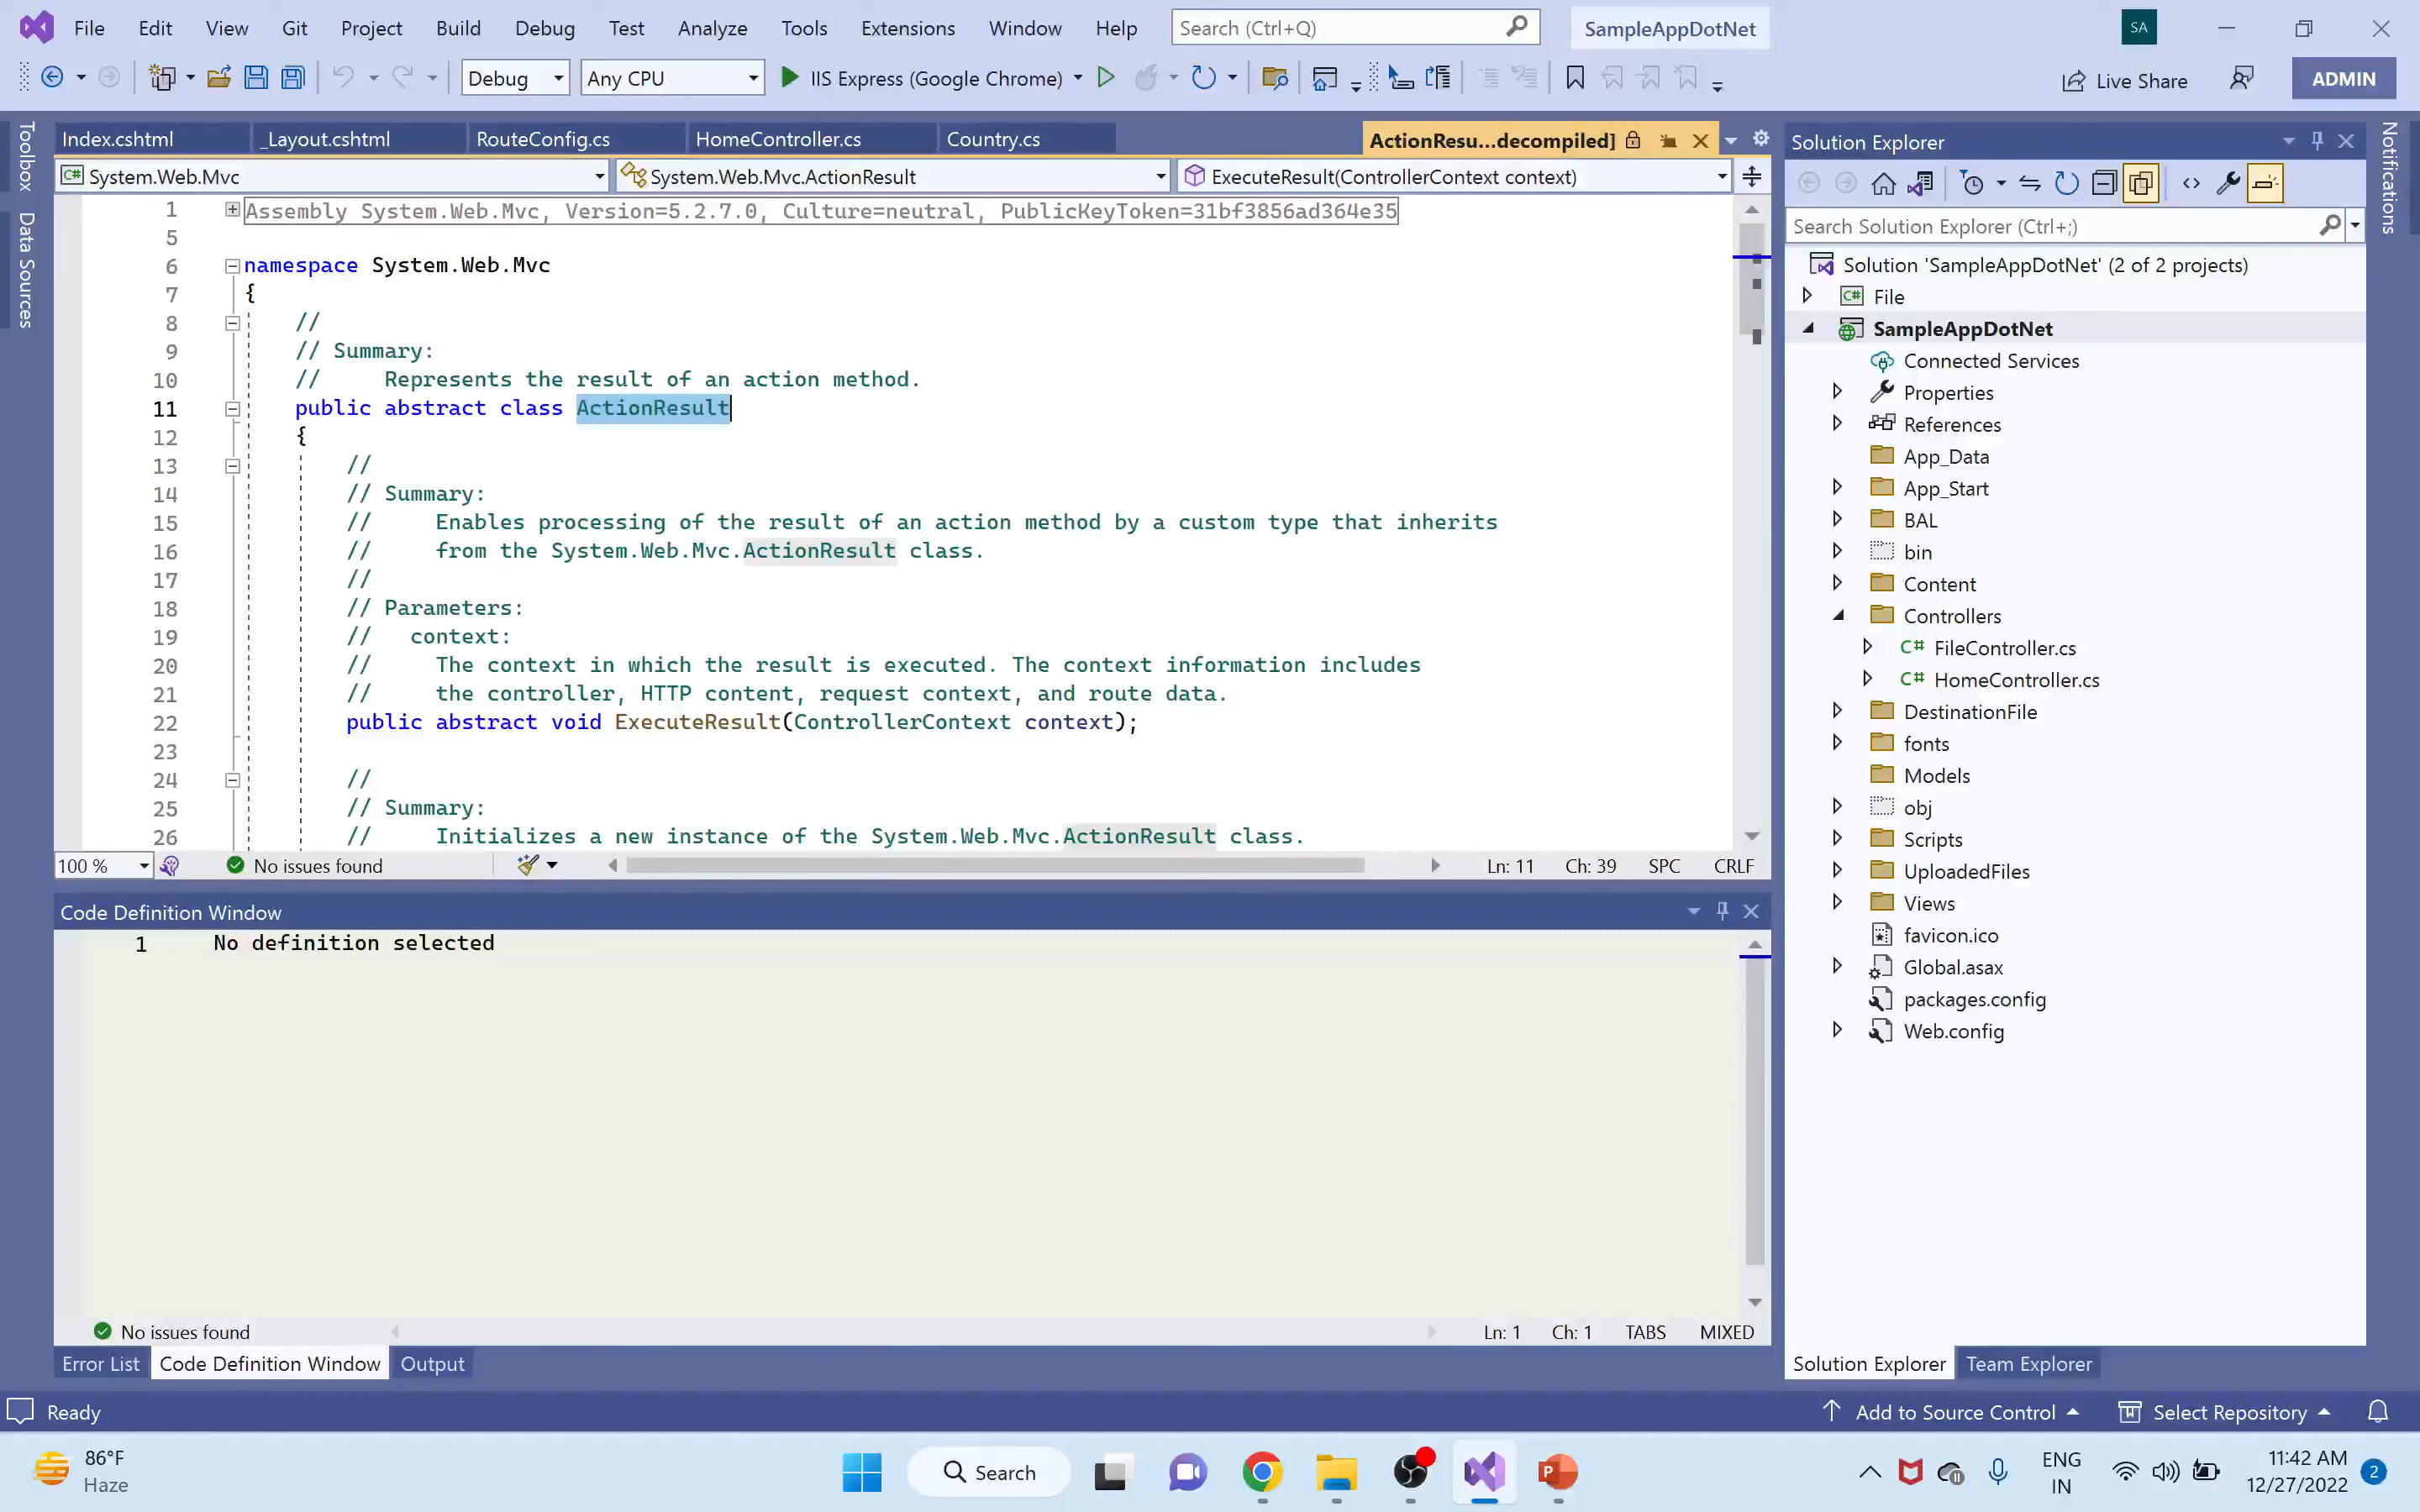 File Edit View Git Project Build Debug Test Analyze Tools Extensions Window Help Search (Ctrl+Q) SampleAppDotNet SA
Debug Any CPU IIS Express (Google Chrome) Live Share ADMIN
Toolbox
Data Sources
Index.cshtml _Layout.cshtml RouteConfig.cs HomeController.cs Country.cs ActionResu...decompiled]
System.Web.Mvc System.Web.Mvc.ActionResult ExecuteResult(ControllerContext context)
1 Assembly System.Web.Mvc, Version=5.2.7.0, Culture=neutral, PublicKeyToken=31bf3856ad364e35
5
6 namespace System.Web.Mvc
7 {
8 //
9 // Summary:
10 // Represents the result of an action method.
11 public abstract class ActionResult
12 {
13 //
14 // Summary:
15 // Enables processing of the result of an action method by a custom type that inherits
16 // from the System.Web.Mvc.ActionResult class.
17 //
18 // Parameters:
19 // context:
20 // The context in which the result is executed. The context information includes
21 // the controller, HTTP content, request context, and route data.
22 public abstract void ExecuteResult(ControllerContext context);
23
24 //
25 // Summary:
26 // Initializes a new instance of the System.Web.Mvc.ActionResult class.
100 % No issues found Ln: 11 Ch: 39 SPC CRLF
Code Definition Window
1 No definition selected
No issues found Ln: 1 Ch: 1 TABS MIXED
Error List Code Definition Window Output
Solution Explorer
Search Solution Explorer (Ctrl+;)
Solution 'SampleAppDotNet' (2 of 2 projects)
C# File
SampleAppDotNet
Connected Services
Properties
References
App_Data
App_Start
BAL
bin
Content
Controllers
C# FileController.cs
C# HomeController.cs
DestinationFile
fonts
Models
obj
Scripts
UploadedFiles
Views
favicon.ico
Global.asax
packages.config
Web.config
Solution Explorer Team Explorer
Notifications
Ready Add to Source Control Select Repository
86°F
Haze
Search
ENG
IN
11:42 AM
12/27/2022
2